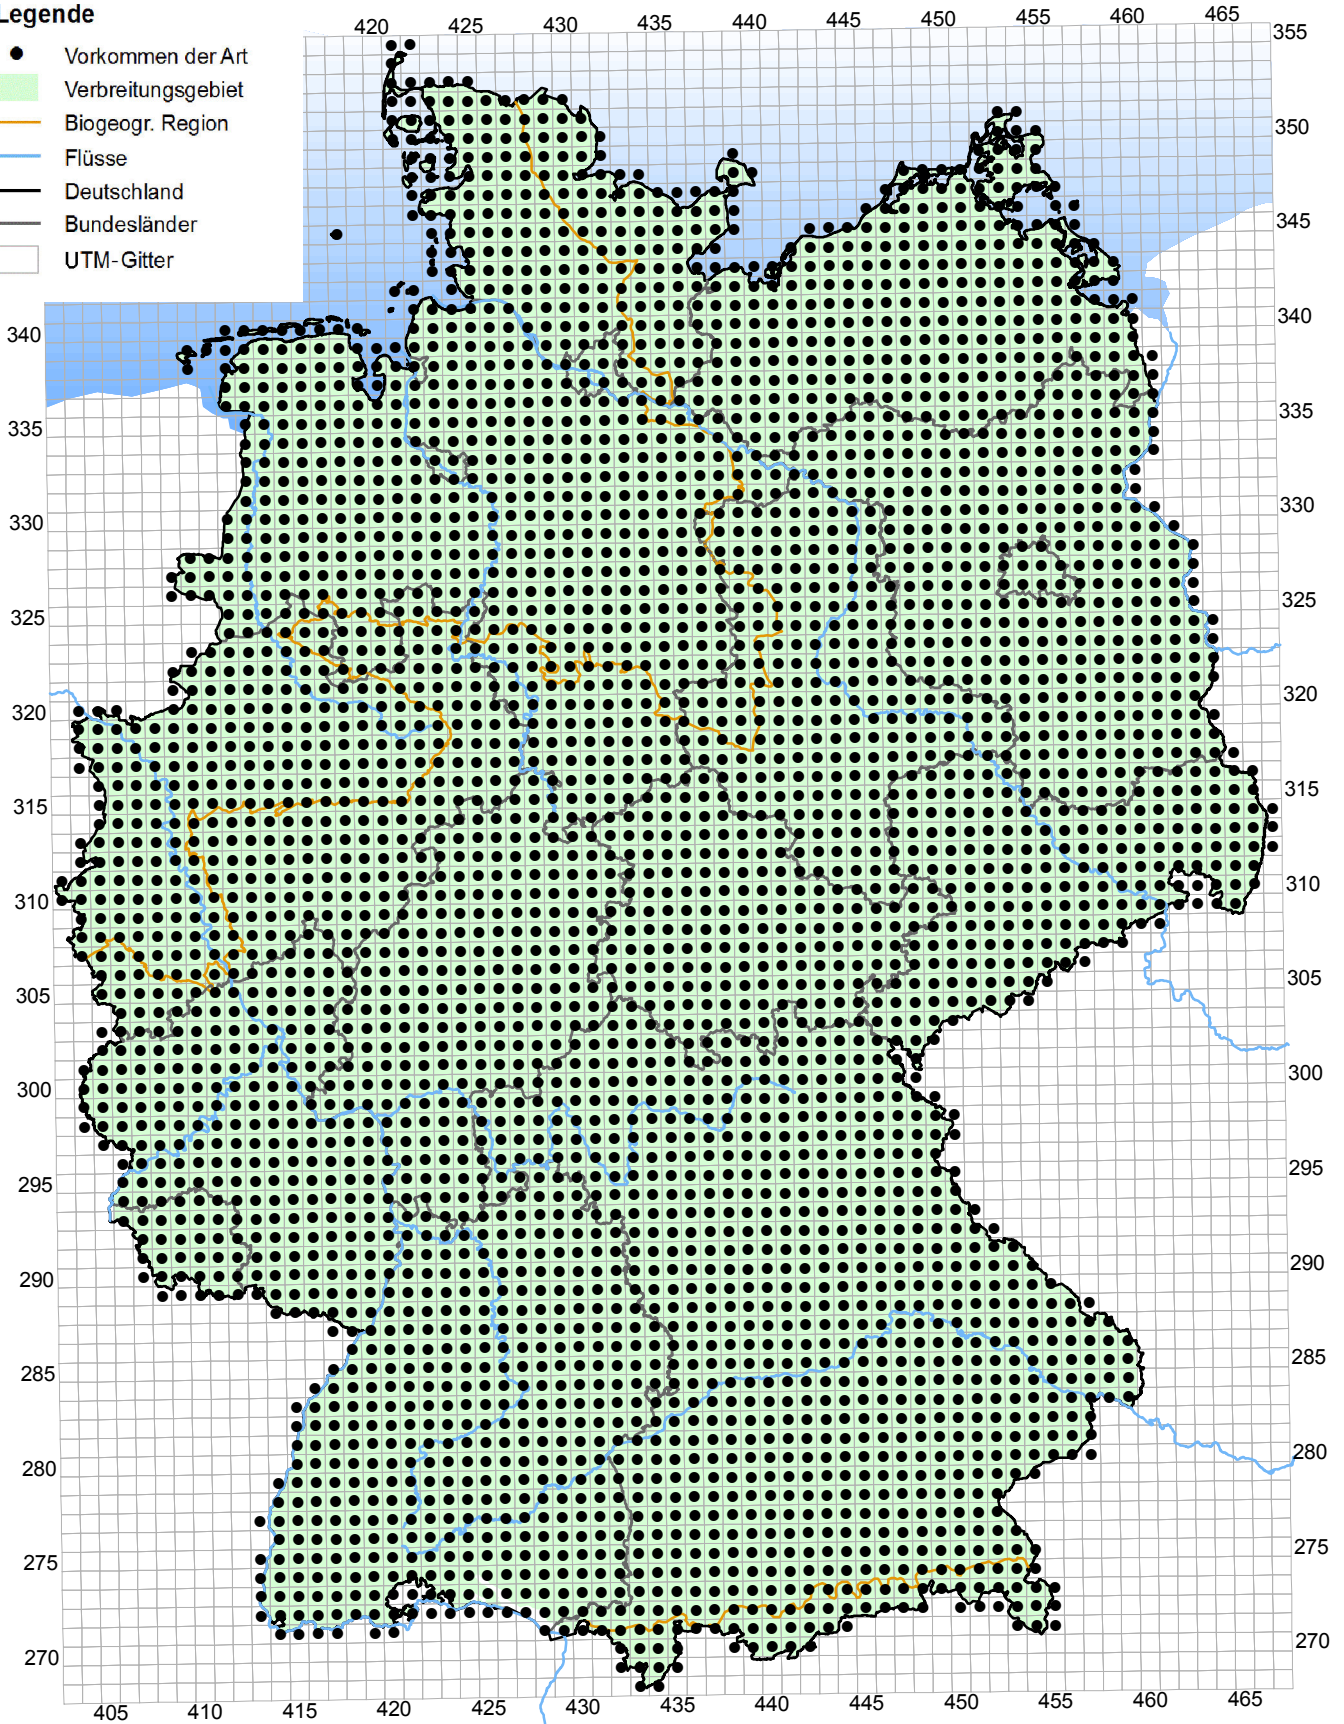 Legende
Vorkommen der Art
Verbreitungsgebiet
Biogeogr. Region
Flüsse
Deutschland
Bundesländer
UTM-Gitter
420 425 430 435 440 445 450 455 460 465
355
350
345
340 340
335 335
330 330
325 325
320 320
315 315
310 310
305 305
300 300
295 295
290 290
285 285
280 280
275 275
270 270
405 410 415 420 425 430 435 440 445 450 455 460 465